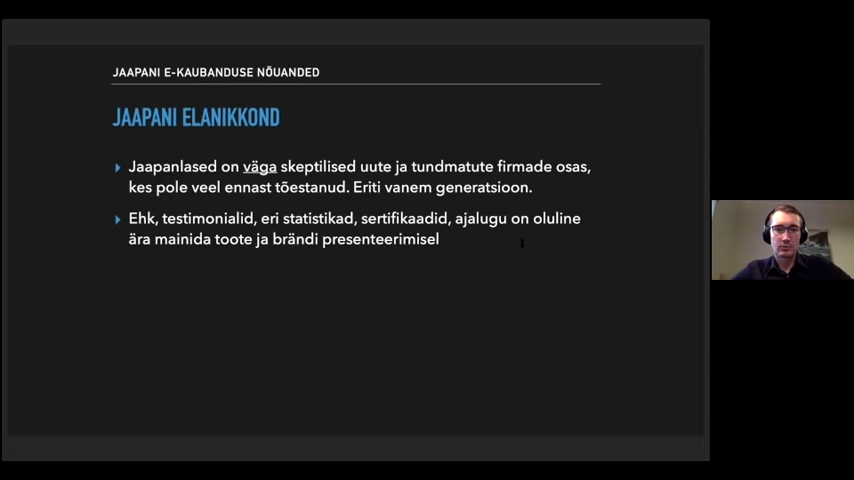 JAAPANI E-KAUBANDUSE NÕUANDED
JAAPANI ELANIKKOND
Jaapanlased on väga skeptilised uute ja tundmatute firmade osas,
kes pole veel ennast tõestanud. Eriti vanem generatsioon.
Ehk, testimonialid, eri statistikad, sertifikaadid, ajalugu on oluline
ära mainida toote ja brändi presenteerimisel